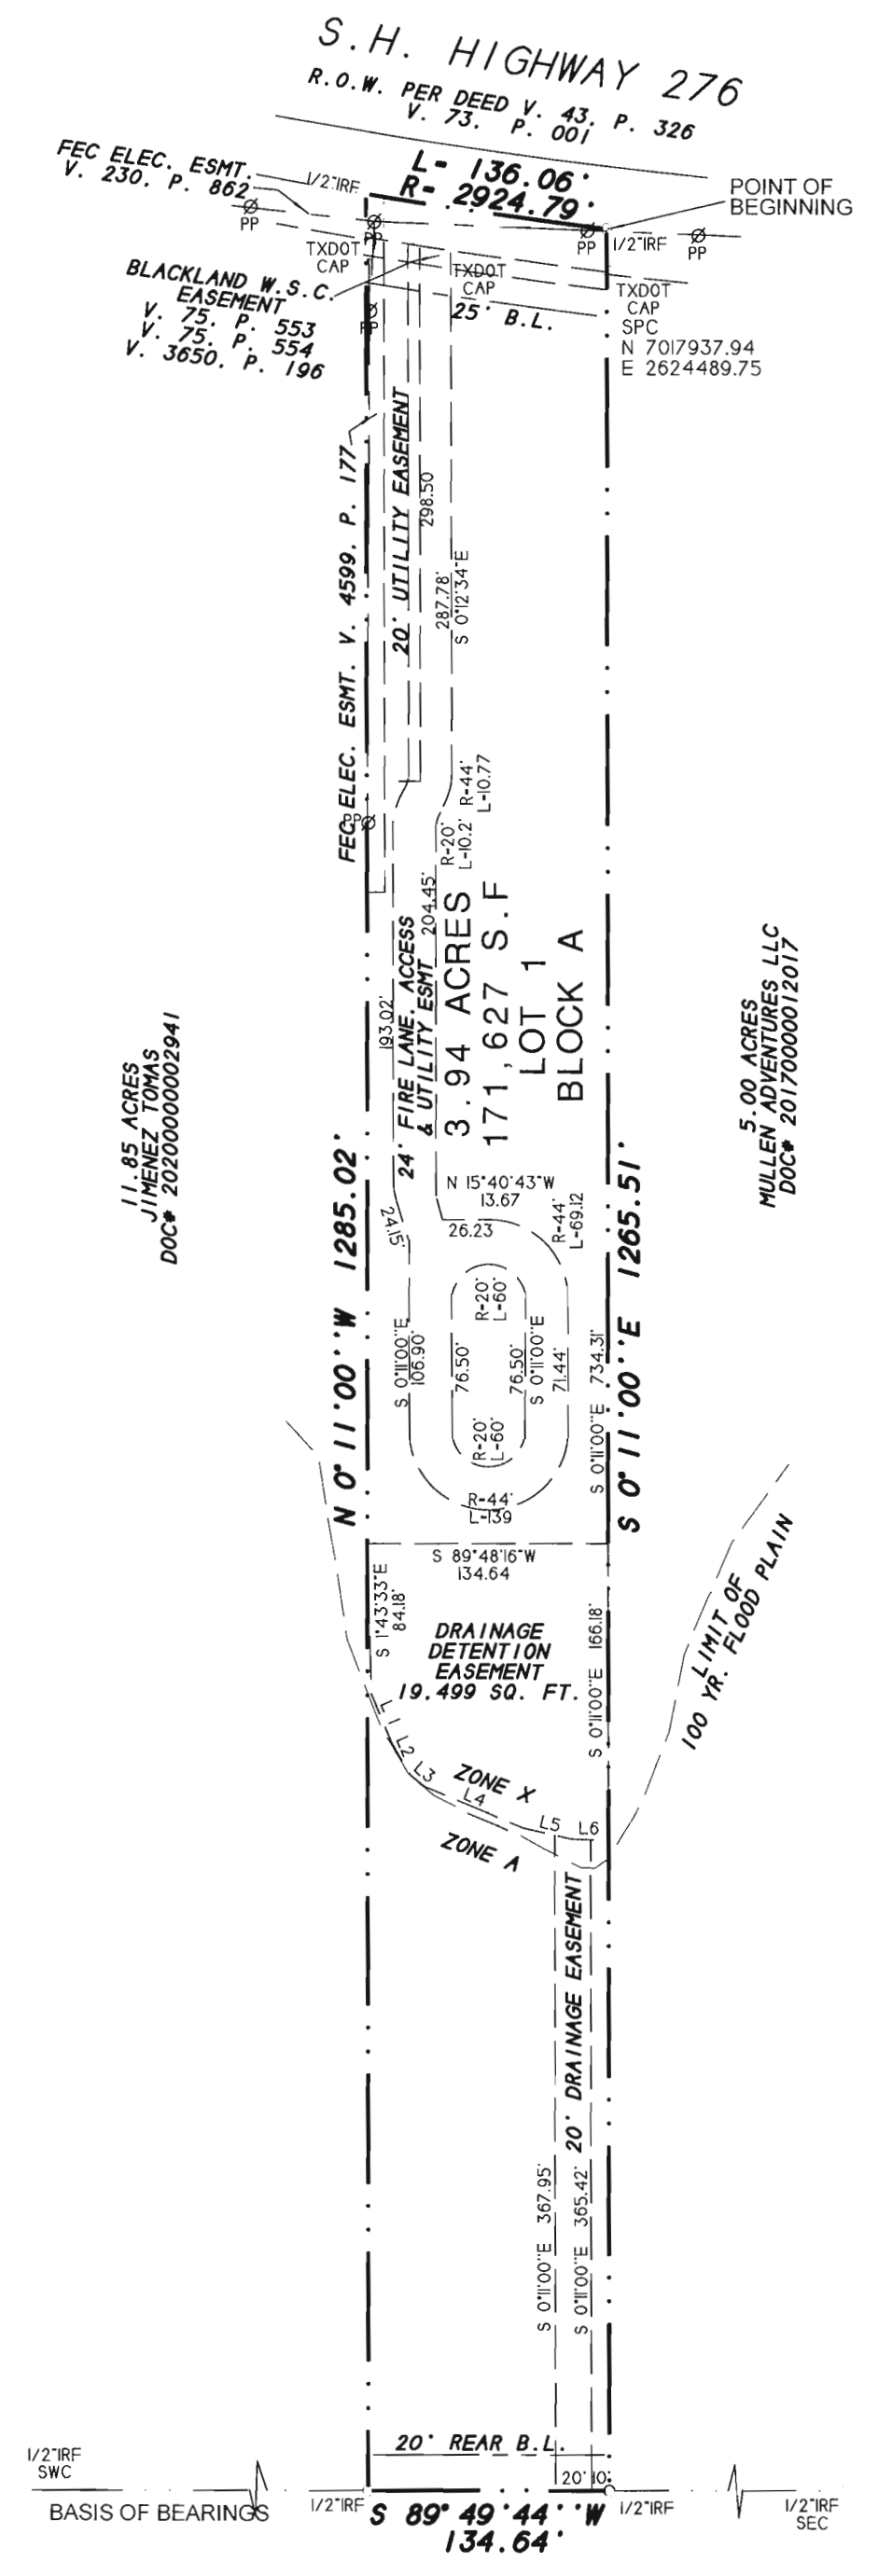 S.H. HIGHWAY 276
R.O.W. PER DEED V. 43. P. 326
V. 73. P. 001
L- 136.06'
R- 2924.79'
FEC ELEC. ESMT.
V. 230. P. 862
1/2"IRF
POINT OF
BEGINNING
PP
PP
PP
1/2"IRF
PP
TXDOT
CAP
TXDOT
CAP
TXDOT
CAP
SPC
N 7017937.94
E 2624489.75
BLACKLAND W.S.C.
EASEMENT
V. 75. P. 553
V. 75. P. 554
V. 3650. P. 196
PP
25' B.L.
FEC ELEC. ESMT. V. 4599. P. 177
20' UTILITY EASEMENT
298.50
287.78'
S 0°12'34"E
R-44'
L-10.77
PP
R-20'
L-10.2'
204.45'
193.02'
24' FIRE LANE, ACCESS
& UTILITY ESMT
3.94 ACRES
171,627 S.F
LOT 1
BLOCK A
11.85 ACRES
JIMENEZ TOMAS
DOC# 20200000002941
5.00 ACRES
MULLEN ADVENTURES LLC
DOC# 20170000012017
N 0°11'00''W 1285.02'
S 0°11'00''E 1265.51'
N 15°40'43"W
13.67
24.15'
26.23
R-44'
L-69.12
R-20'
L-60'
S 0°11'00"E
106.90'
76.50'
76.50'
S 0°11'00"E
71.44'
S 0°11'00"E 734.31'
R-20'
L-60'
R-44'
L-139
S 89°48'16"W
134.64
S 1°43'33"E
84.18'
DRAINAGE
DETENTION
EASEMENT
19.499 SQ. FT.
S 0°11'00"E 166.18'
LIMIT OF
100 YR. FLOOD PLAIN
L1
L2
L3
L4
L5
L6
ZONE X
ZONE A
20' DRAINAGE EASEMENT
S 0°11'00"E 367.95'
S 0°11'00"E 365.42'
20' REAR B.L.
20'
10'
1/2"IRF
SWC
BASIS OF BEARINGS
1/2"IRF
S 89°49'44''W
134.64'
1/2"IRF
1/2"IRF
SEC